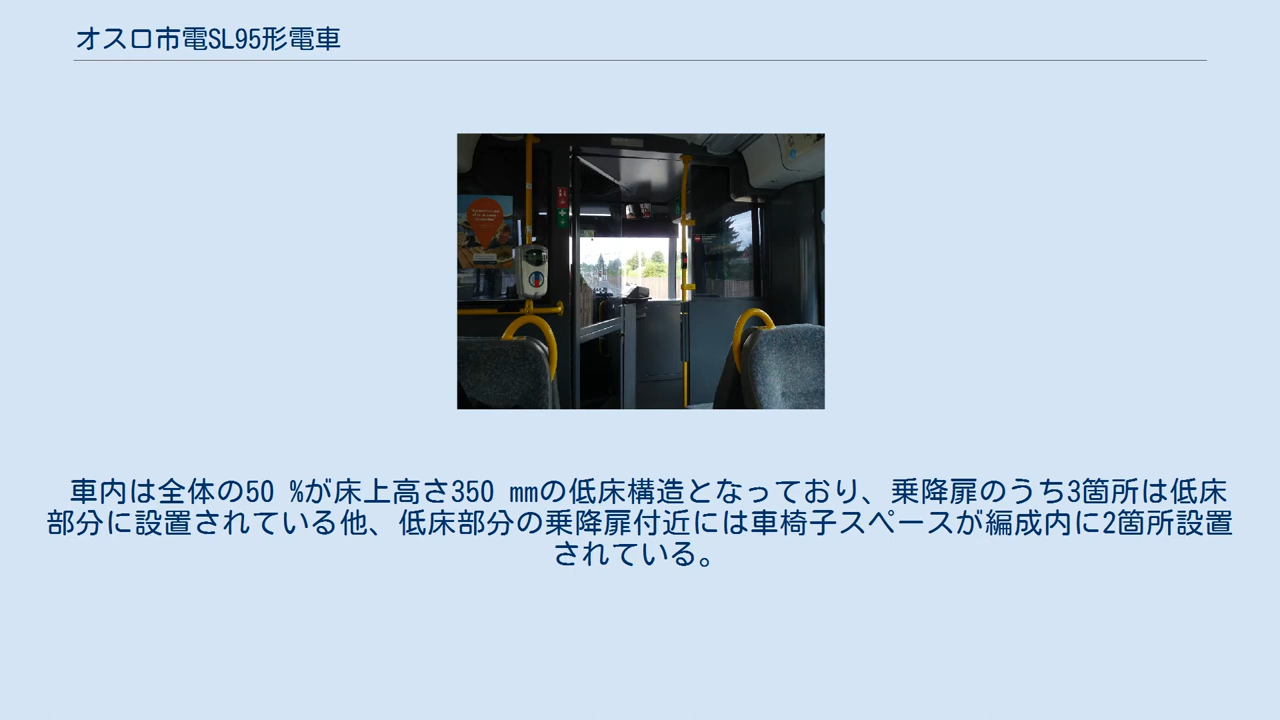 オスロ市電SL95形電車
車内は全体の50 %が床上高さ350 mmの低床構造となっており、乗降扉のうち3箇所は低床
部分に設置されている他、低床部分の乗降扉付近には車椅子スペースが編成内に2箇所設置
されている。